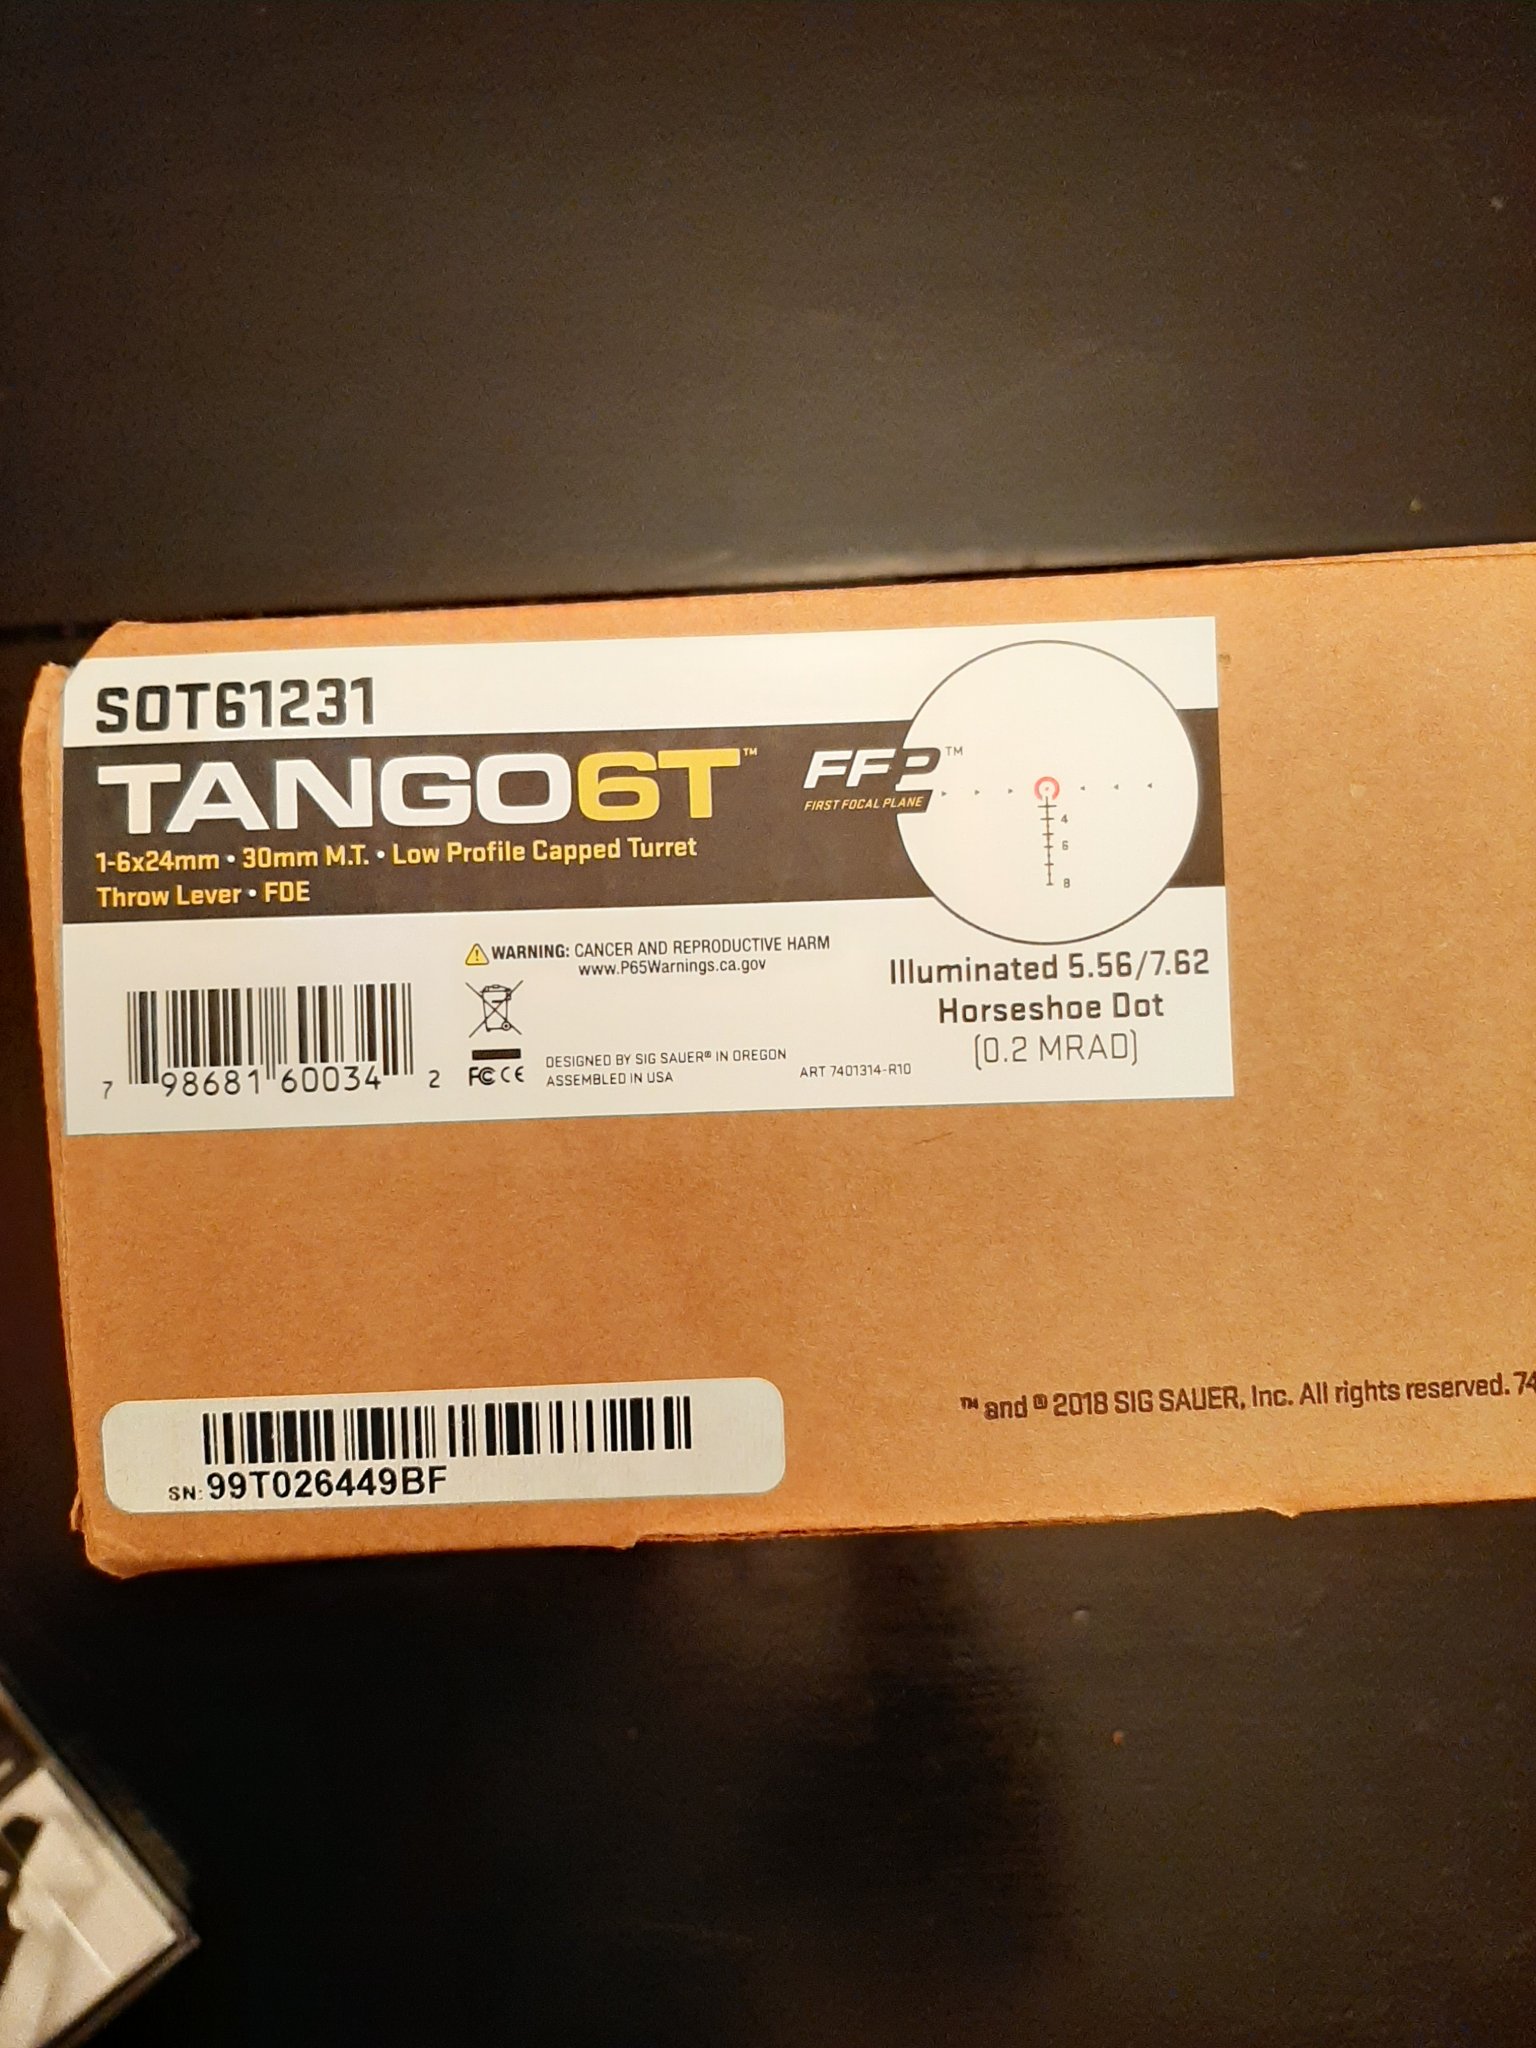 SOT61231
TANGO6T™
1-6x24mm • 30mm M.T. • Low Profile Capped Turret
Throw Lever • FDE
FFP™
FIRST FOCAL PLANE
4
6
8
Illuminated 5.56/7.62
Horseshoe Dot
(0.2 MRAD)
WARNING: CANCER AND REPRODUCTIVE HARM
www.P65Warnings.ca.gov
7 98681 60034 2
FC CE
DESIGNED BY SIG SAUER® IN OREGON
ASSEMBLED IN USA
ART 7401314-R10
™ and ® 2018 SIG SAUER, Inc. All rights reserved. 74
SN: 99T026449BF